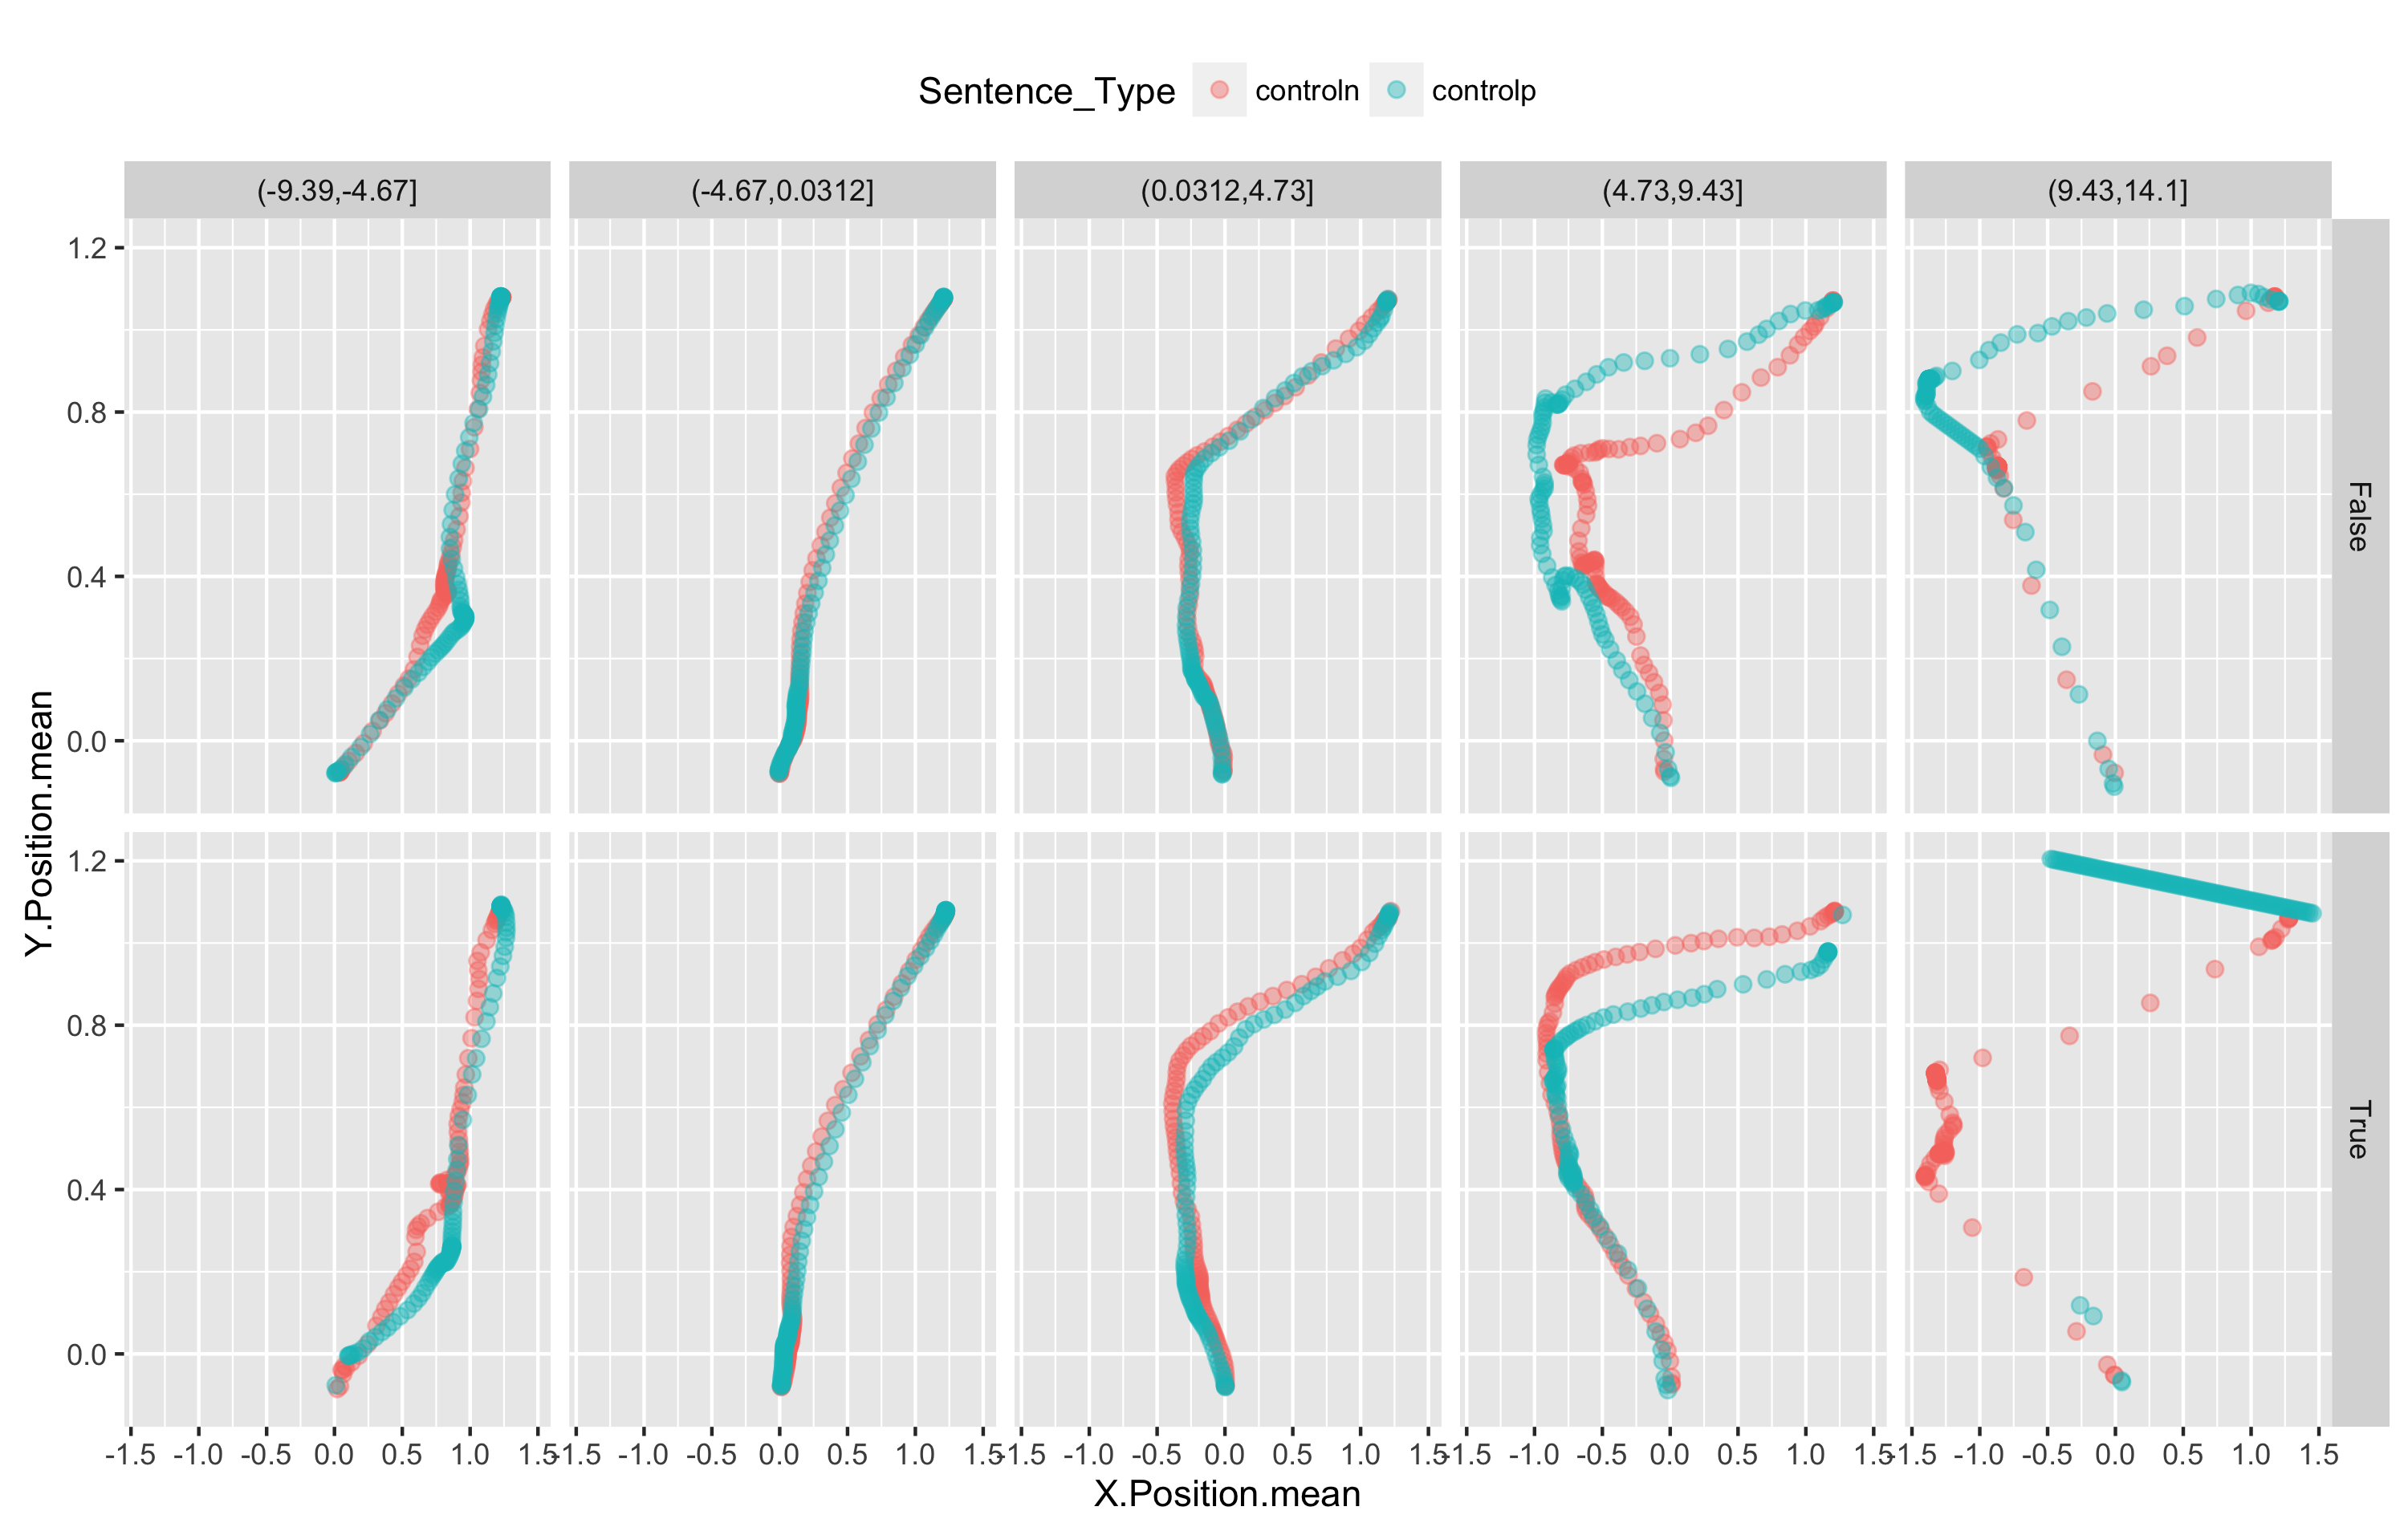 Sentence_Type controln controlp
(-9.39,-4.67] (-4.67,0.0312] (0.0312,4.73] (4.73,9.43] (9.43,14.1]
1.2
0.8
0.4
0.0
False
Y.Position.mean
1.2
0.8
0.4
0.0
True
-1.5 -1.0 -0.5 0.0 0.5 1.0 1.5 -1.5 -1.0 -0.5 0.0 0.5 1.0 1.5 -1.5 -1.0 -0.5 0.0 0.5 1.0 1.5 -1.5 -1.0 -0.5 0.0 0.5 1.0 1.5 -1.5 -1.0 -0.5 0.0 0.5 1.0 1.5
X.Position.mean